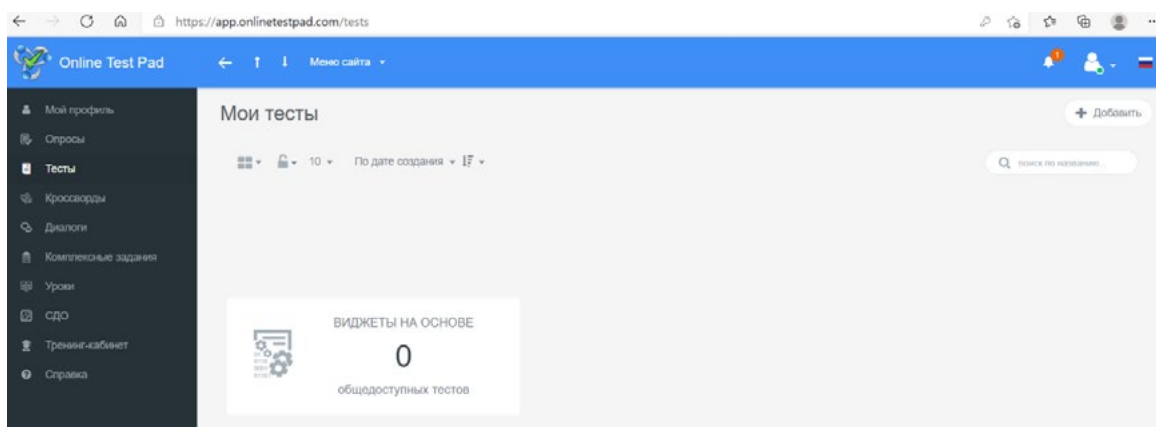 https://app.onlinetestpad.com/tests
Online Test Pad
Меню сайта
1
Мой профиль
Опросы
Тесты
Кроссворды
Диалоги
Комплексные задания
Уроки
СДО
Тренинг-кабинет
Справка
Мои тесты
Добавить
10
По дате создания
поиск по названию...
ВИДЖЕТЫ НА ОСНОВЕ
0
общедоступных тестов